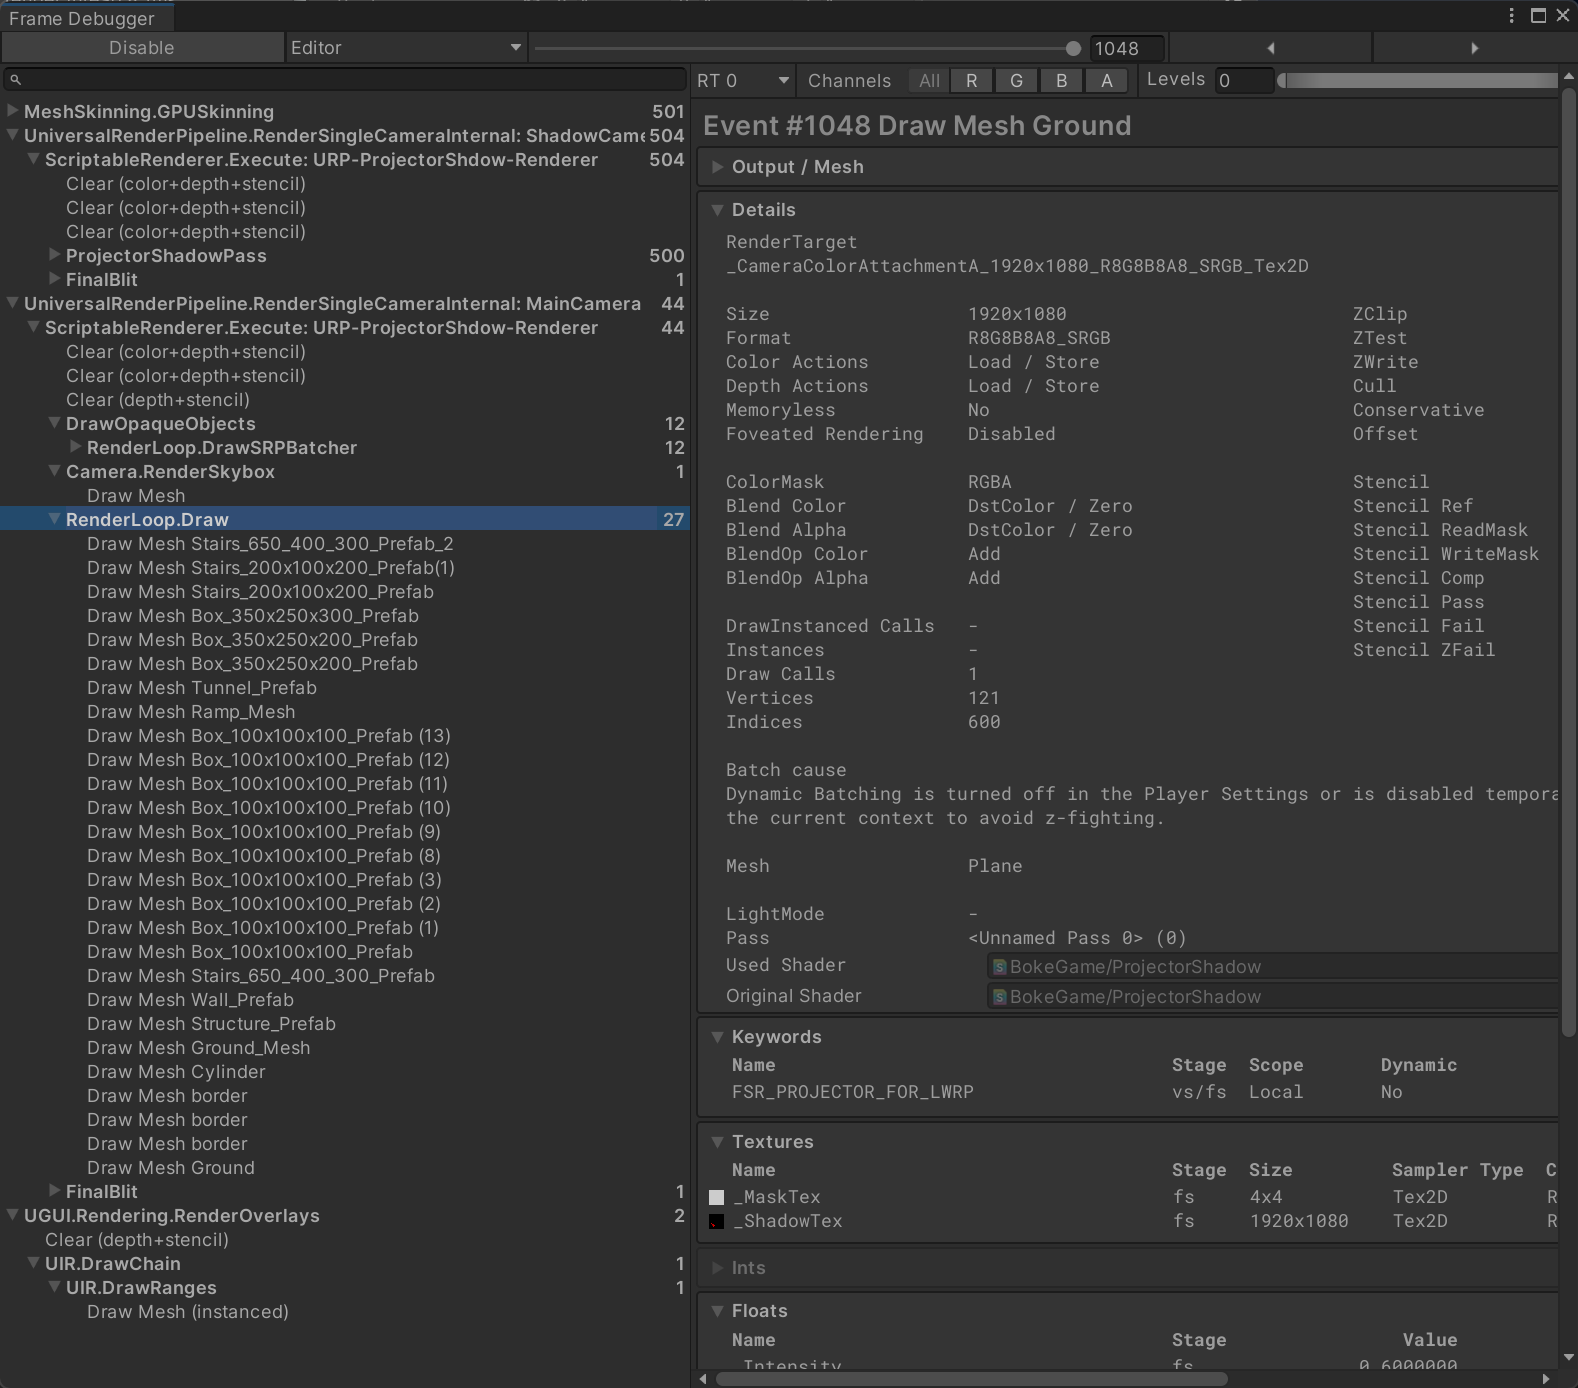 Frame Debugger
Disable
Editor
1048
RT 0
Channels
All
R
G
B
A
Levels
0
MeshSkinning.GPUSkinning 501
UniversalRenderPipeline.RenderSingleCameraInternal: ShadowCame 504
ScriptableRenderer.Execute: URP-ProjectorShdow-Renderer 504
Clear (color+depth+stencil)
Clear (color+depth+stencil)
Clear (color+depth+stencil)
ProjectorShadowPass 500
FinalBlit 1
UniversalRenderPipeline.RenderSingleCameraInternal: MainCamera 44
ScriptableRenderer.Execute: URP-ProjectorShdow-Renderer 44
Clear (color+depth+stencil)
Clear (color+depth+stencil)
Clear (depth+stencil)
DrawOpaqueObjects 12
RenderLoop.DrawSRPBatcher 12
Camera.RenderSkybox 1
Draw Mesh
RenderLoop.Draw 27
Draw Mesh Stairs_650_400_300_Prefab_2
Draw Mesh Stairs_200x100x200_Prefab(1)
Draw Mesh Stairs_200x100x200_Prefab
Draw Mesh Box_350x250x300_Prefab
Draw Mesh Box_350x250x200_Prefab
Draw Mesh Box_350x250x200_Prefab
Draw Mesh Tunnel_Prefab
Draw Mesh Ramp_Mesh
Draw Mesh Box_100x100x100_Prefab (13)
Draw Mesh Box_100x100x100_Prefab (12)
Draw Mesh Box_100x100x100_Prefab (11)
Draw Mesh Box_100x100x100_Prefab (10)
Draw Mesh Box_100x100x100_Prefab (9)
Draw Mesh Box_100x100x100_Prefab (8)
Draw Mesh Box_100x100x100_Prefab (3)
Draw Mesh Box_100x100x100_Prefab (2)
Draw Mesh Box_100x100x100_Prefab (1)
Draw Mesh Box_100x100x100_Prefab
Draw Mesh Stairs_650_400_300_Prefab
Draw Mesh Wall_Prefab
Draw Mesh Structure_Prefab
Draw Mesh Ground_Mesh
Draw Mesh Cylinder
Draw Mesh border
Draw Mesh border
Draw Mesh border
Draw Mesh Ground
FinalBlit 1
UGUI.Rendering.RenderOverlays 2
Clear (depth+stencil)
UIR.DrawChain 1
UIR.DrawRanges 1
Draw Mesh (instanced)
Event #1048 Draw Mesh Ground
Output / Mesh
Details
RenderTarget
_CameraColorAttachmentA_1920x1080_R8G8B8A8_SRGB_Tex2D
Size 1920x1080 ZClip
Format R8G8B8A8_SRGB ZTest
Color Actions Load / Store ZWrite
Depth Actions Load / Store Cull
Memoryless No Conservative
Foveated Rendering Disabled Offset
ColorMask RGBA Stencil
Blend Color DstColor / Zero Stencil Ref
Blend Alpha DstColor / Zero Stencil ReadMask
BlendOp Color Add Stencil WriteMask
BlendOp Alpha Add Stencil Comp
Stencil Pass
DrawInstanced Calls - Stencil Fail
Instances - Stencil ZFail
Draw Calls 1
Vertices 121
Indices 600
Batch cause
Dynamic Batching is turned off in the Player Settings or is disabled tempora
the current context to avoid z-fighting.
Mesh Plane
LightMode -
Pass <Unnamed Pass 0> (0)
Used Shader BokeGame/ProjectorShadow
Original Shader BokeGame/ProjectorShadow
Keywords
Name Stage Scope Dynamic
FSR_PROJECTOR_FOR_LWRP vs/fs Local No
Textures
Name Stage Size Sampler Type C
_MaskTex fs 4x4 Tex2D R
_ShadowTex fs 1920x1080 Tex2D R
Ints
Floats
Name Stage Value
_Intensity fs 0.6000000